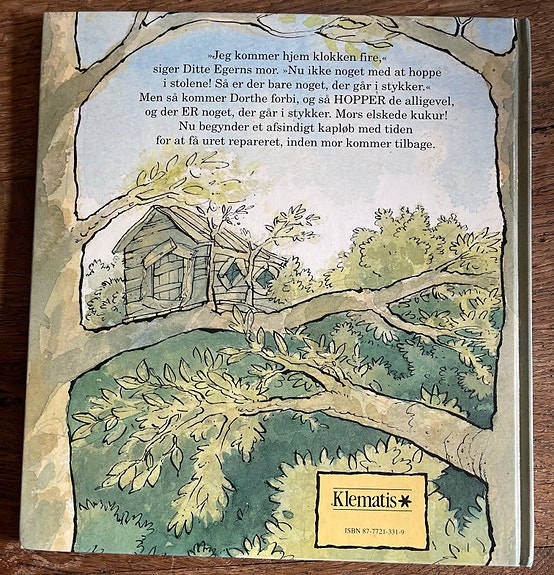 »Jeg kommer hjem klokken fire,«
siger Ditte Egerns mor. »Nu ikke noget med at hoppe
i stolene! Så er der bare noget, der går i stykker.«
Men så kommer Dorthe forbi, og så HOPPER de alligevel,
og der ER noget, der går i stykker. Mors elskede kukur!
Nu begynder et afsindigt kapløb med tiden
for at få uret repareret, inden mor kommer tilbage.
Klematis
ISBN 87-7721-331-9